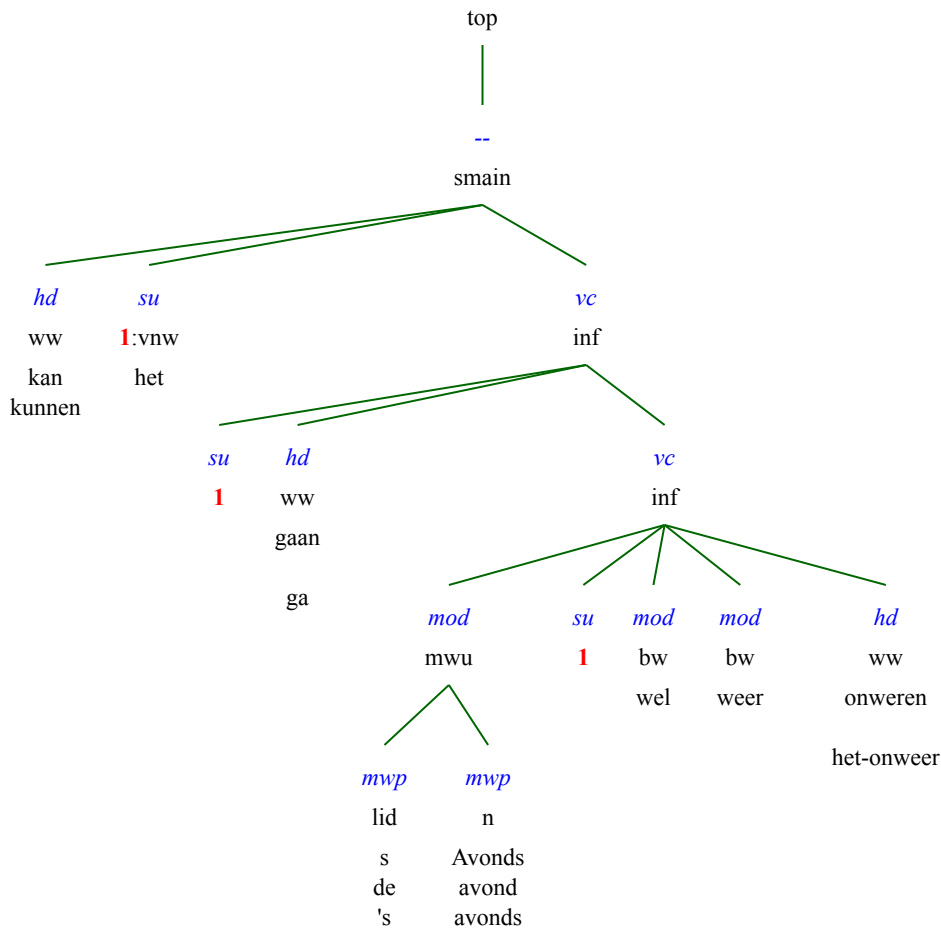 top
--
smain
hd su vc
ww 1:vnw inf
kan het
kunnen
su hd vc
1 ww inf
gaan
ga
mod su mod mod hd
mwu 1 bw bw ww
wel weer onweren
het-onweer
mwp mwp
lid n
s Avonds
de avond
's avonds